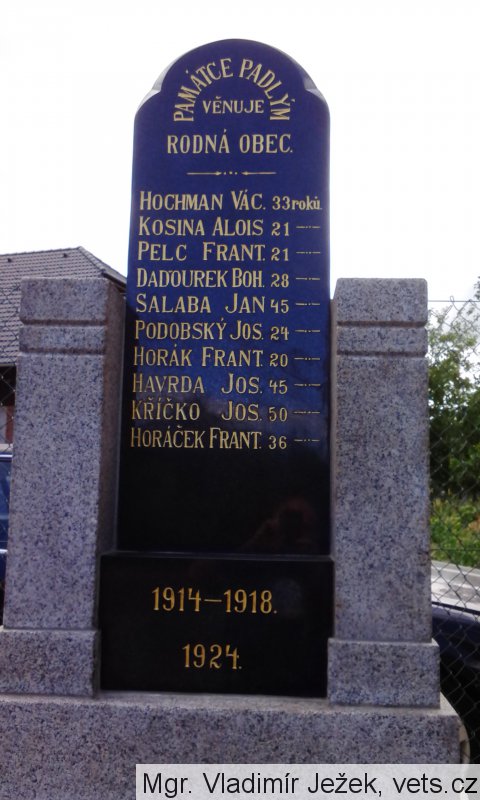 PAMÁTCE PADLÝM
VĚNUJE
RODNÁ OBEC.
HOCHMAN VÁC. 33 roků.
KOSINA ALOIS 21 —·—
PELC FRANT. 21 —·—
DAĎOUREK BOH. 28 —·—
SALABA JAN 45 —·—
PODOBSKÝ JOS. 24 —·—
HORÁK FRANT. 20 —·—
HAVRDA JOS. 45 —·—
KŘÍČKO JOS. 50 —·—
HORÁČEK FRANT. 36 —·—
1914—1918.
1924.
Mgr. Vladimír Ježek, vets.cz